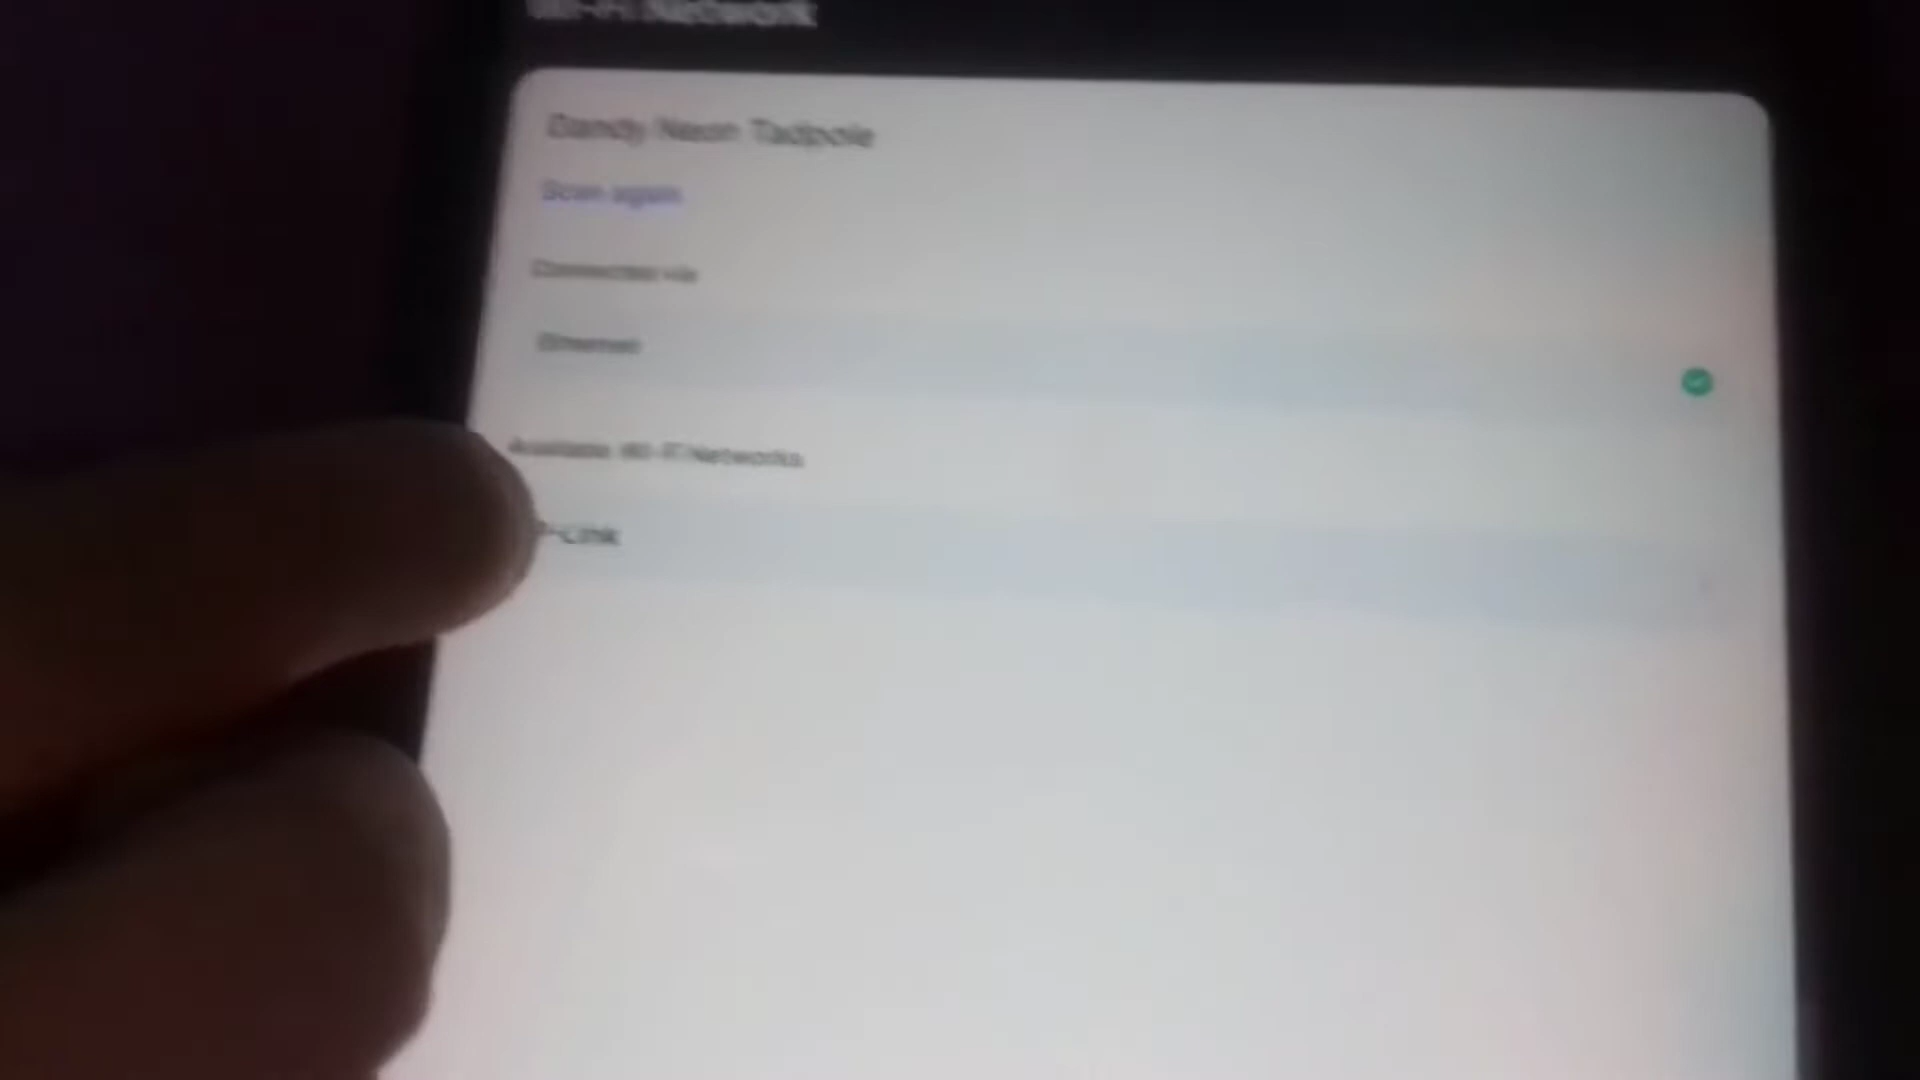 Wi-Fi Network
Dandy Neon Tadpole
Scan again
Connected via
Ethernet
Available Wi-Fi Networks
P-Link